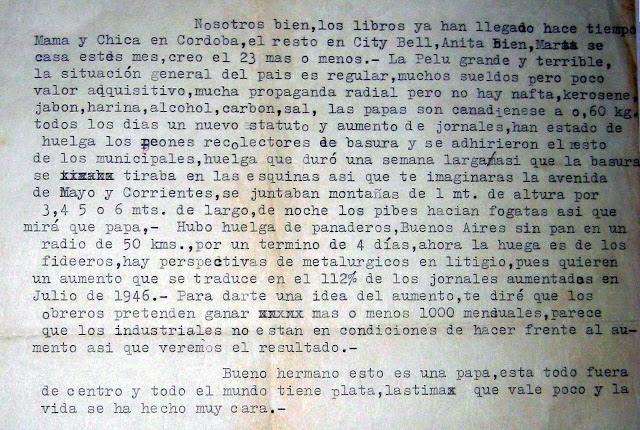 Nosotros bien,los libros ya han llegado hace tiempo
Mama y Chica en Cordoba,el resto en City Bell,Anita Bien,Marta se
casa estés mes,creo el 23 mas o menos.- La Pelu grande y terrible,
la situación general del pais es regular,muchos sueldos pero poco
valor adquisitivo,mucha propaganda radial pero no hay nafta,kerosene,
jabon,harina,alcohol,carbon,sal, las papas son canadienese a 0,60 kg.
todos los dias un nuevo statuto y aumento de jornales,han estado de
huelga los peones recolectores de basura y se adhirieron el resto
de los municipales,huelga que duró una semana larga/asi que la basura
se xixxxx tiraba en las esquinas asi que te imaginaras la avenida
de Mayo y Corrientes,se juntaban montañas de 1 mt. de altura por
3,4 5 o 6 mts. de largo,de noche los pibes hacian fogatas asi que
mirá que papa,- Hubo huelga de panaderos,Buenos Aires sin pan en un
radio de 50 kms.,por un termino de 4 días,ahora la huega es de los
fideeros,hay perspectivas de metalurgicos en litigio,pues quieren
un aumento que se traduce en el 112% de los jornales aumentados en
Julio de 1946.- Para darte una idea del aumento,te diré que los
obreros pretenden ganar xxxxx mas o menos 1000 menduales,parece
que los industriales no estan en condiciones de hacer frente al au-
mento asi que veremos el resultado.-
Bueno hermano esto es una papa,esta todo fuera
de centro y todo el mundo tiene plata,lastimax que vale poco y la
vida se ha hecho muy cara.-